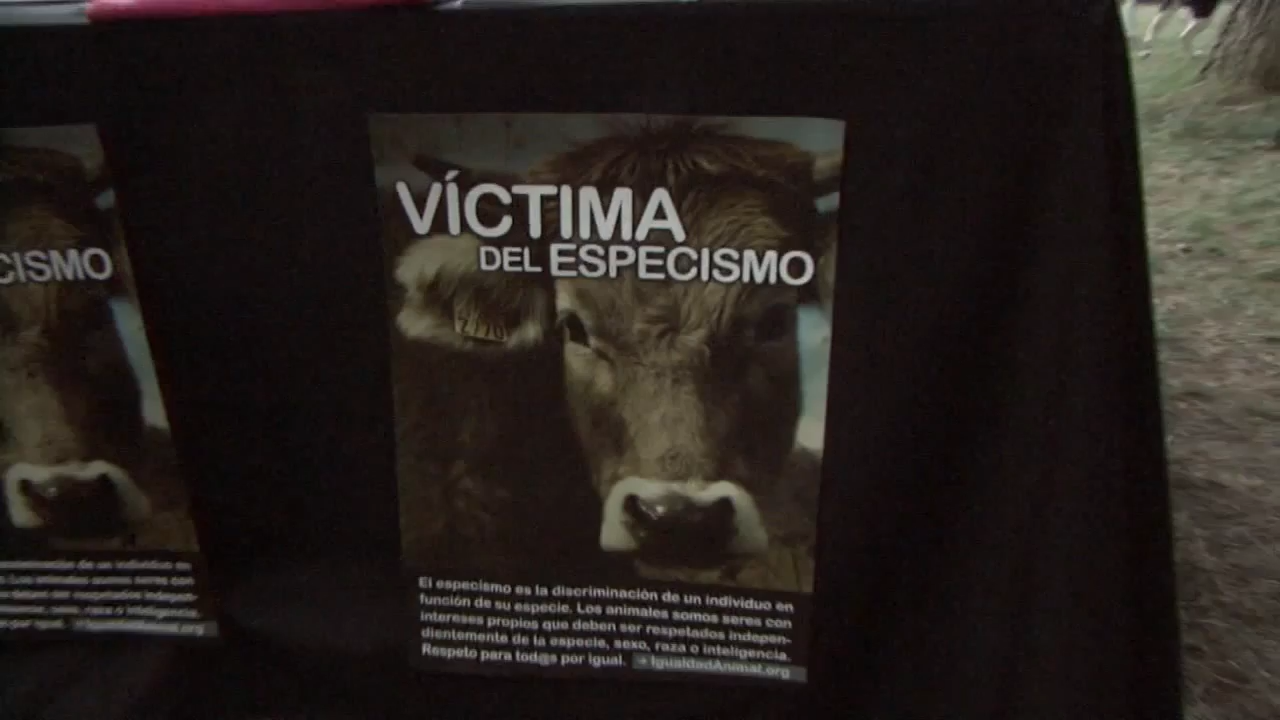 CISMO
VÍCTIMA
DEL ESPECISMO
27701
El especismo es la discriminación de un individuo en
función de su especie. Los animales somos seres con
intereses propios que deben ser respetados indepen-
dientemente de la especie, sexo, raza o inteligencia.
Respeto para tod@s por igual. IgualdadAnimal.org